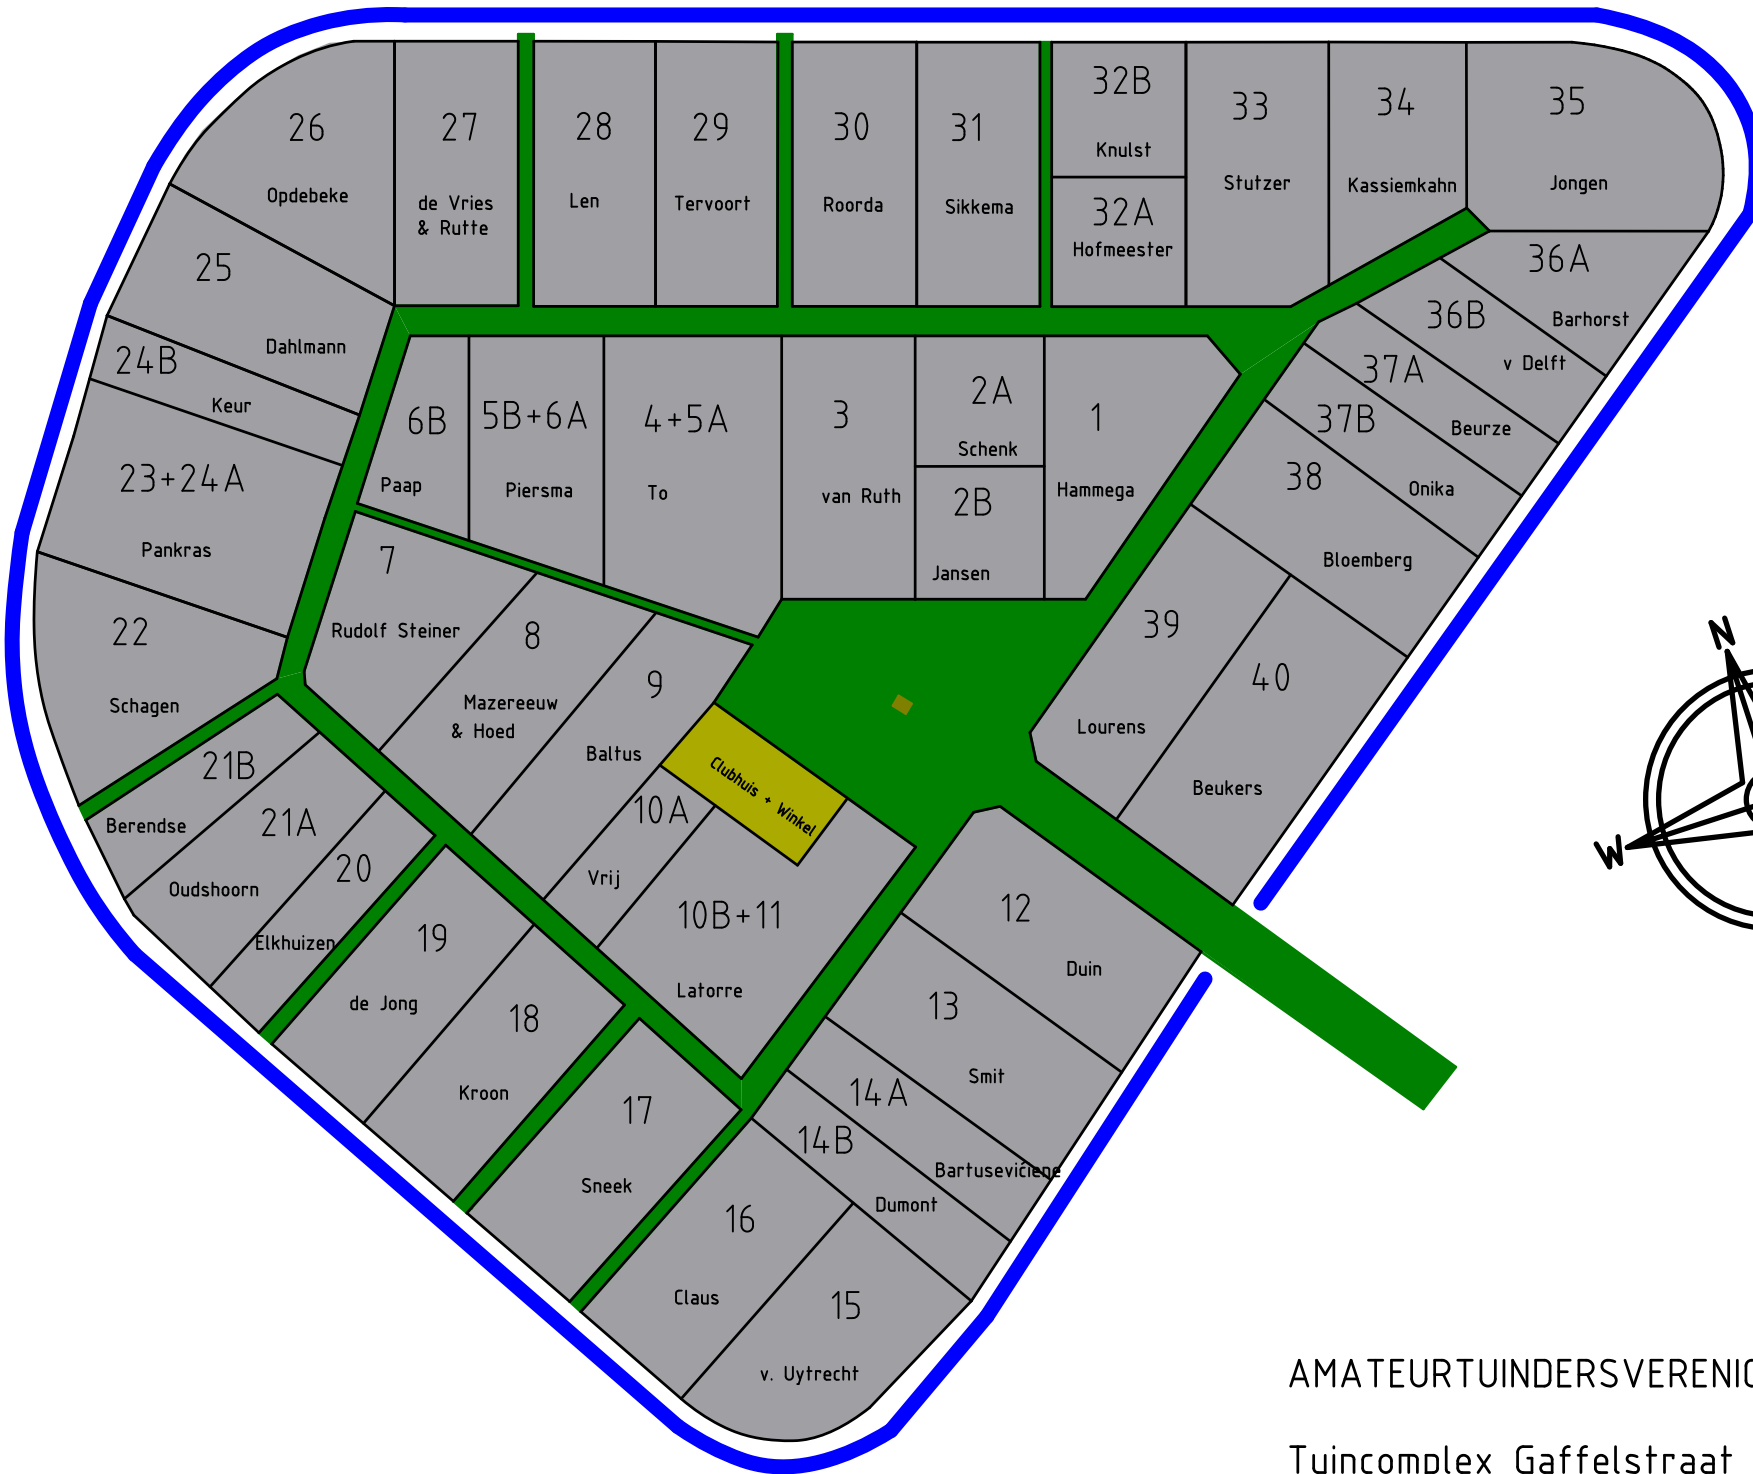 26
Opdebeke
27
de Vries
& Rutte
28
Len
29
Tervoort
30
Roorda
31
Sikkema
32B
Knulst
32A
Hofmeester
33
Stutzer
34
Kassiemkahn
35
Jongen
36A
Barhorst
36B
v Delft
37A
Beurze
37B
Onika
38
Bloemberg
39
Lourens
40
Beukers
25
Dahlmann
24B
Keur
23+24A
Pankras
22
Schagen
6B
Paap
5B+6A
Piersma
4+5A
To
3
van Ruth
2A
Schenk
2B
Jansen
1
Hammega
7
Rudolf Steiner
8
Mazereeuw
& Hoed
9
Baltus
Clubhuis + Winkel
10A
Vrij
10B+11
Latorre
21B
Berendse
21A
Oudshoorn
20
Elkhuizen
19
de Jong
18
Kroon
17
Sneek
12
Duin
13
Smit
14A
Bartusevićiene
14B
Dumont
16
Claus
15
v. Uytrecht
N
W
AMATEURTUINDERSVERENIG
Tuincomplex Gaffelstraat